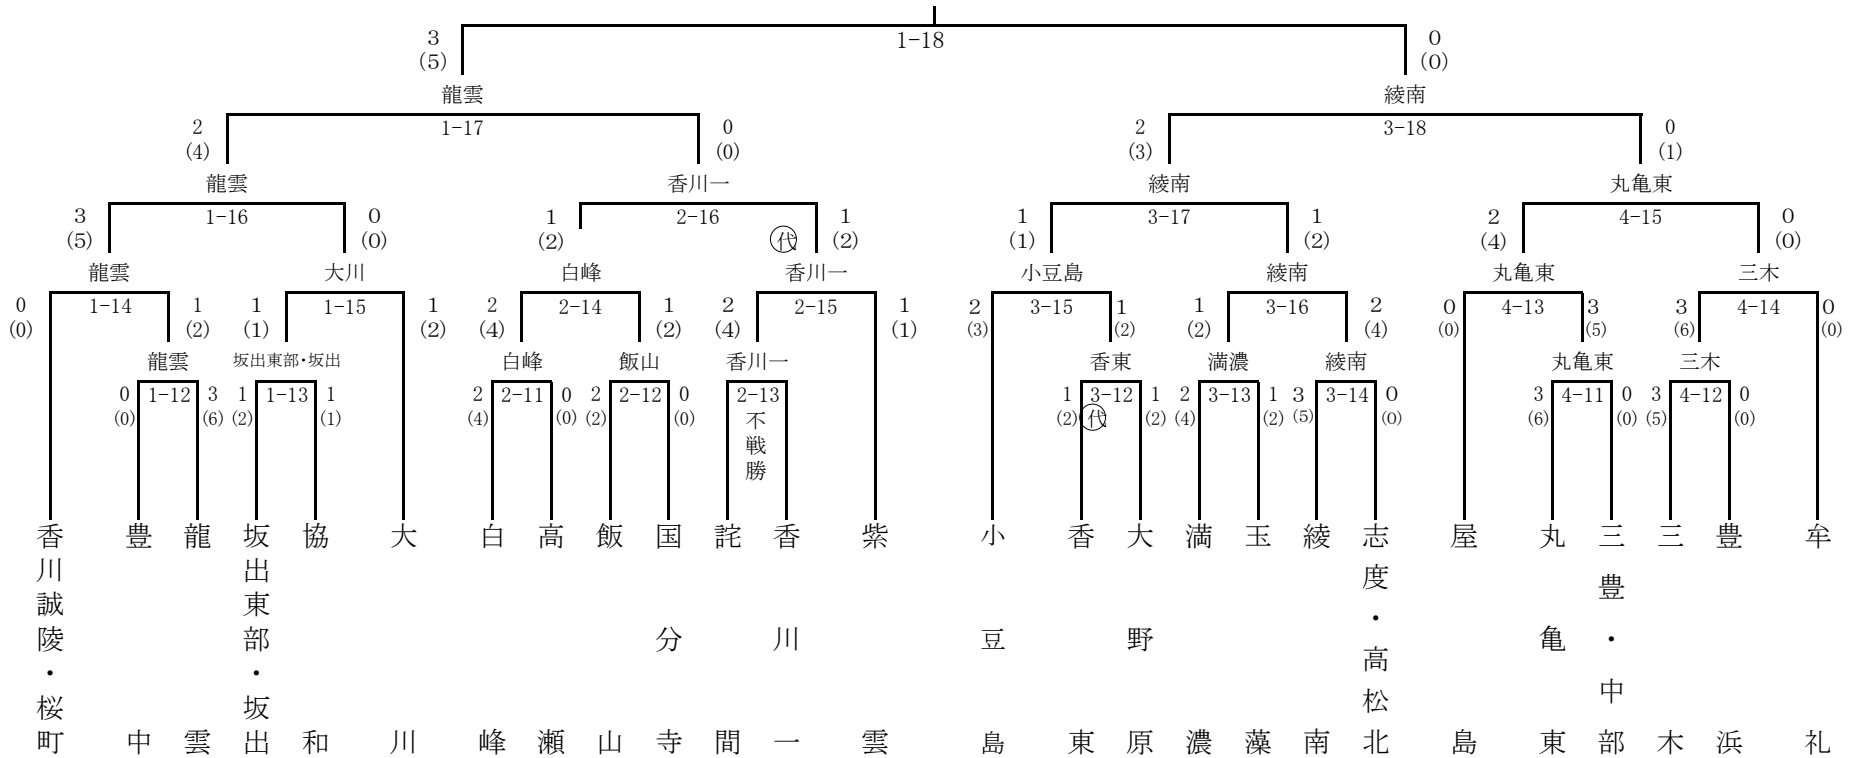 3 1-18 0
(5) (0)
龍雲 綾南
2 1-17 0 2 3-18 0
(4) (0) (3) (1)
龍雲 香川一 綾南 丸亀東
3 1-16 0 1 2-16 1 1 3-17 1 2 4-15 0
(5) (0) (2) 代 (2) (1) (2) (4) (0)
龍雲 大川 白峰 香川一 小豆島 綾南 丸亀東 三木
0 1-14 1 1 1-15 1 2 2-14 1 2 2-15 1 2 3-15 1 1 3-16 2 0 4-13 3 3 4-14 0
(0) (2) (1) (2) (4) (2) (4) (1) (3) (2) (2) (4) (0) (5) (6) (0)
龍雲 坂出東部・坂出 白峰 飯山 香川一 香東 満濃 綾南 丸亀東 三木
0 1-12 3 1 1-13 1 2 2-11 0 2 2-12 0 2-13 1 3-12 1 2 3-13 1 3 3-14 0 3 4-11 0 3 4-12 0
(0) (6) (2) (1) (4) (0) (2) (0) (2) 代 (2) (4) (2) (5) (0) (6) (0) (5) (0)
不戦勝
香川誠陵・桜町
豊中
龍雲
坂出東部・坂出
協和
大川
白峰
高瀬
飯山
国分寺
詫間
香川一
紫雲
小豆島
香東
大野原
満濃
玉藻
綾南
志度・高松北
屋島
丸亀東
三豊・中部
三木
豊浜
牟礼